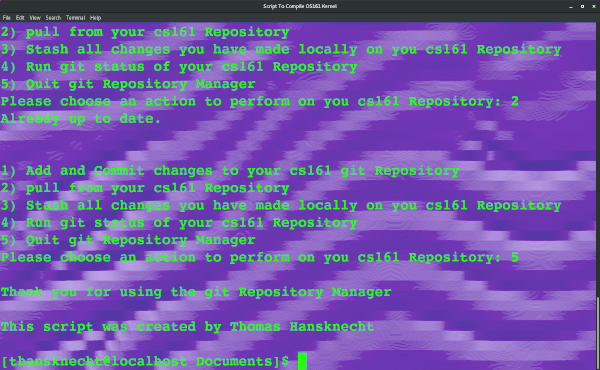 Script To Compile OS161 Kernel
File Edit View Search Terminal Help
2) pull from your cs161 Repository
3) Stash all changes you have made locally on you cs161 Repository
4) Run git status of your cs161 Repository
5) Quit git Repository Manager
Please choose an action to perform on you cs161 Repository: 2
Already up to date.
1) Add and Commit changes to your cs161 git Repository
2) pull from your cs161 Repository
3) Stash all changes you have made locally on you cs161 Repository
4) Run git status of your cs161 Repository
5) Quit git Repository Manager
Please choose an action to perform on you cs161 Repository: 5
Thank you for using the git Repository Manager
This script was created by Thomas Hansknecht
[thansknecht@localhost Documents]$